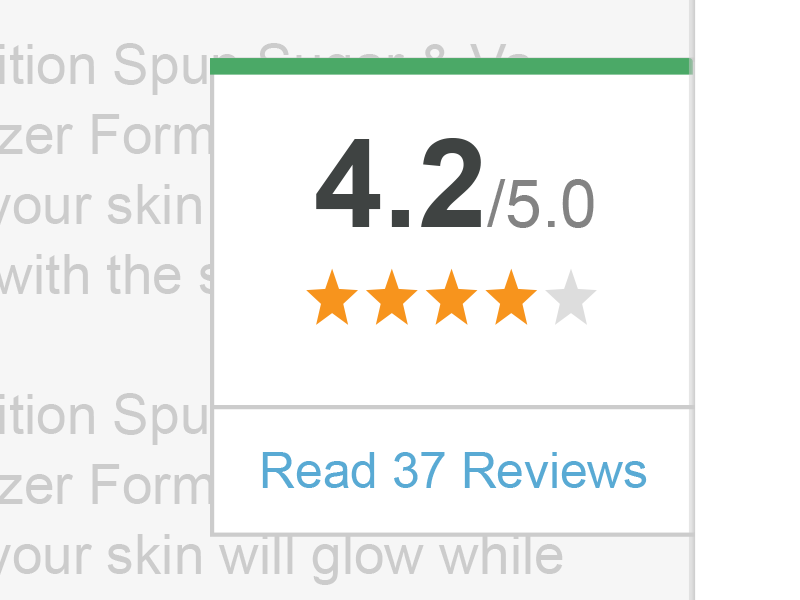 ition Spun Sugar & Va
zer Form
your skin
with the s
4.2/5.0
ition Spu
Read 37 Reviews
zer Form
your skin will glow while